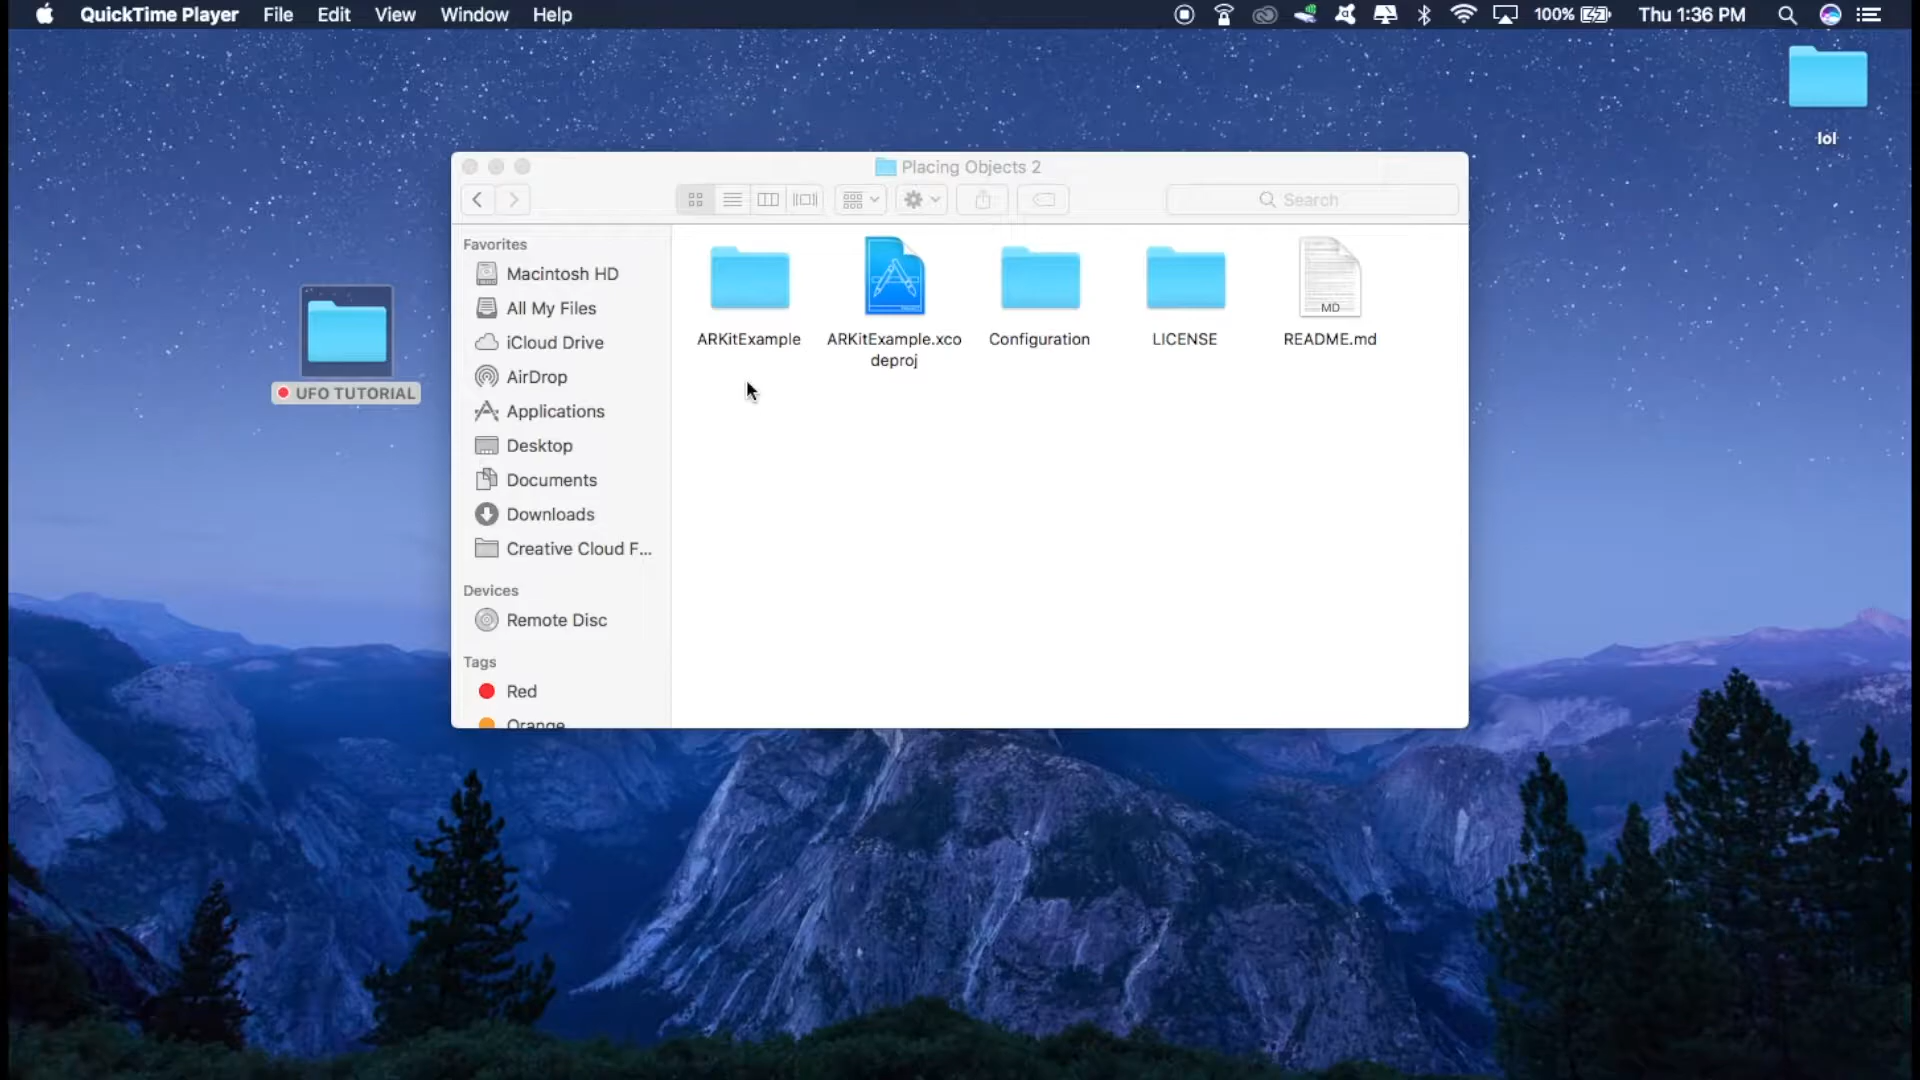 QuickTime Player File Edit View Window Help 100% Thu 1:36 PM
lol
Placing Objects 2
Search
Favorites
Macintosh HD
All My Files
iCloud Drive
AirDrop
Applications
Desktop
Documents
Downloads
Creative Cloud F...
Devices
Remote Disc
Tags
Red
Orange
ARKitExample
ARKitExample.xco
deproj
Configuration
LICENSE
MD
README.md
UFO TUTORIAL